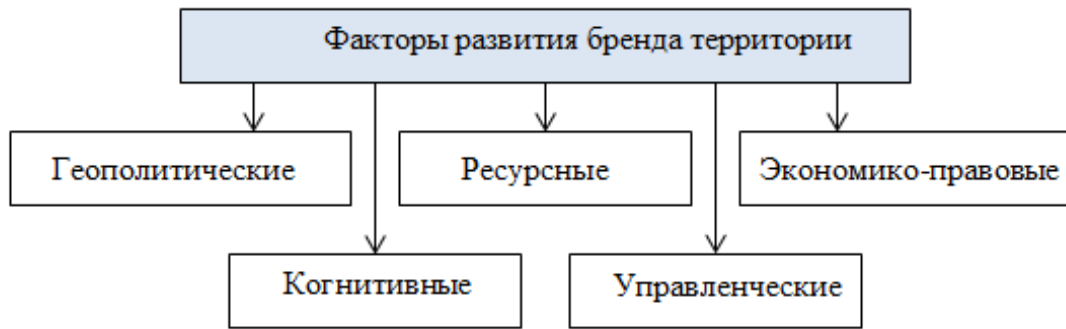 Факторы развития бренда территории
Геополитические
Ресурсные
Экономико-правовые
Когнитивные
Управленческие